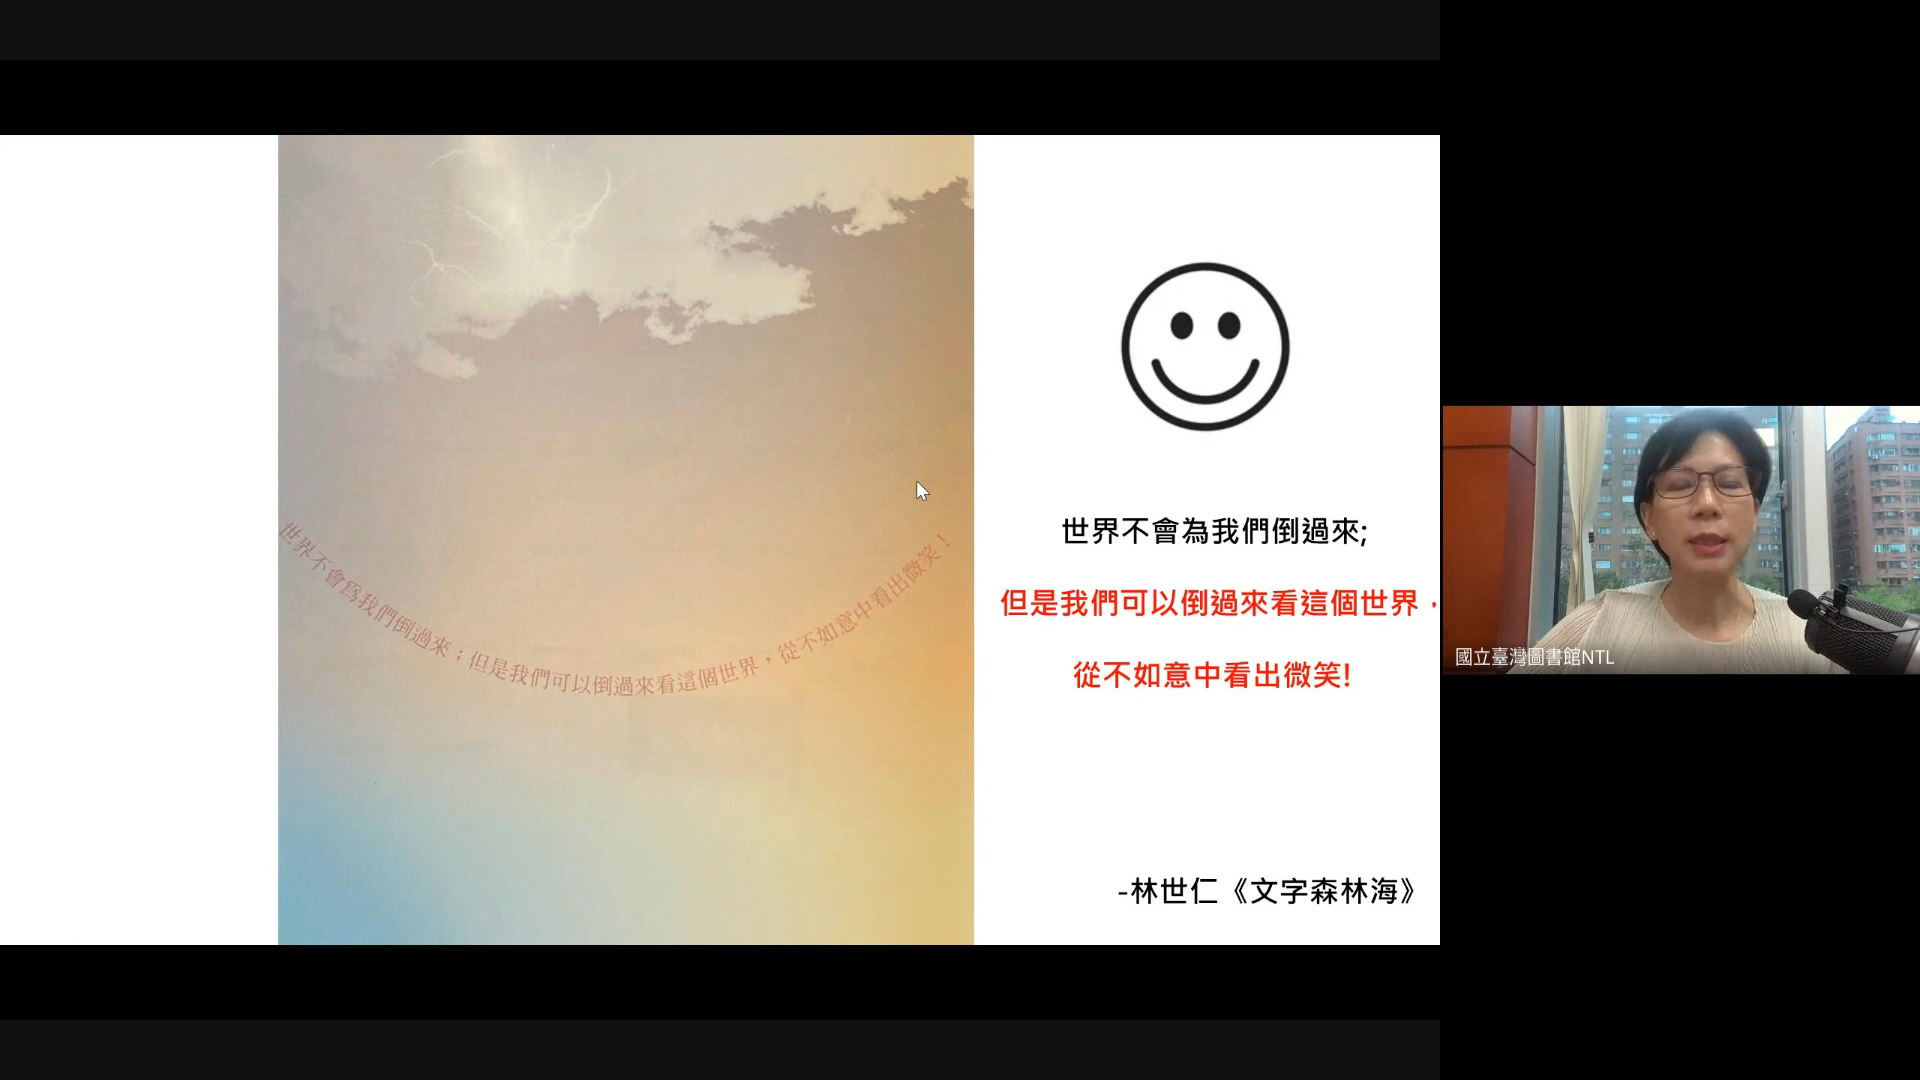 世界不會爲我們倒過來；但是我們可以倒過來看這個世界，從不如意中看出微笑！
世界不會為我們倒過來;
但是我們可以倒過來看這個世界，
從不如意中看出微笑!
-林世仁《文字森林海》
國立臺灣圖書館NTL